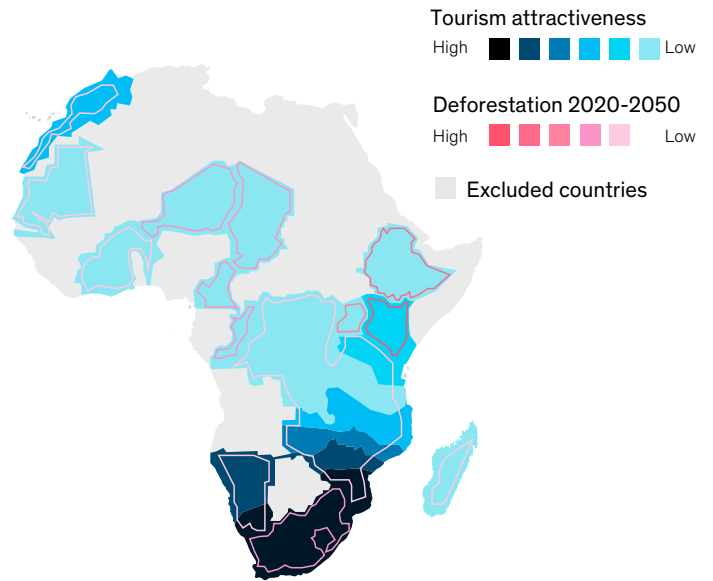 Tourism attractiveness
High Low
Deforestation 2020-2050
High Low
Excluded countries